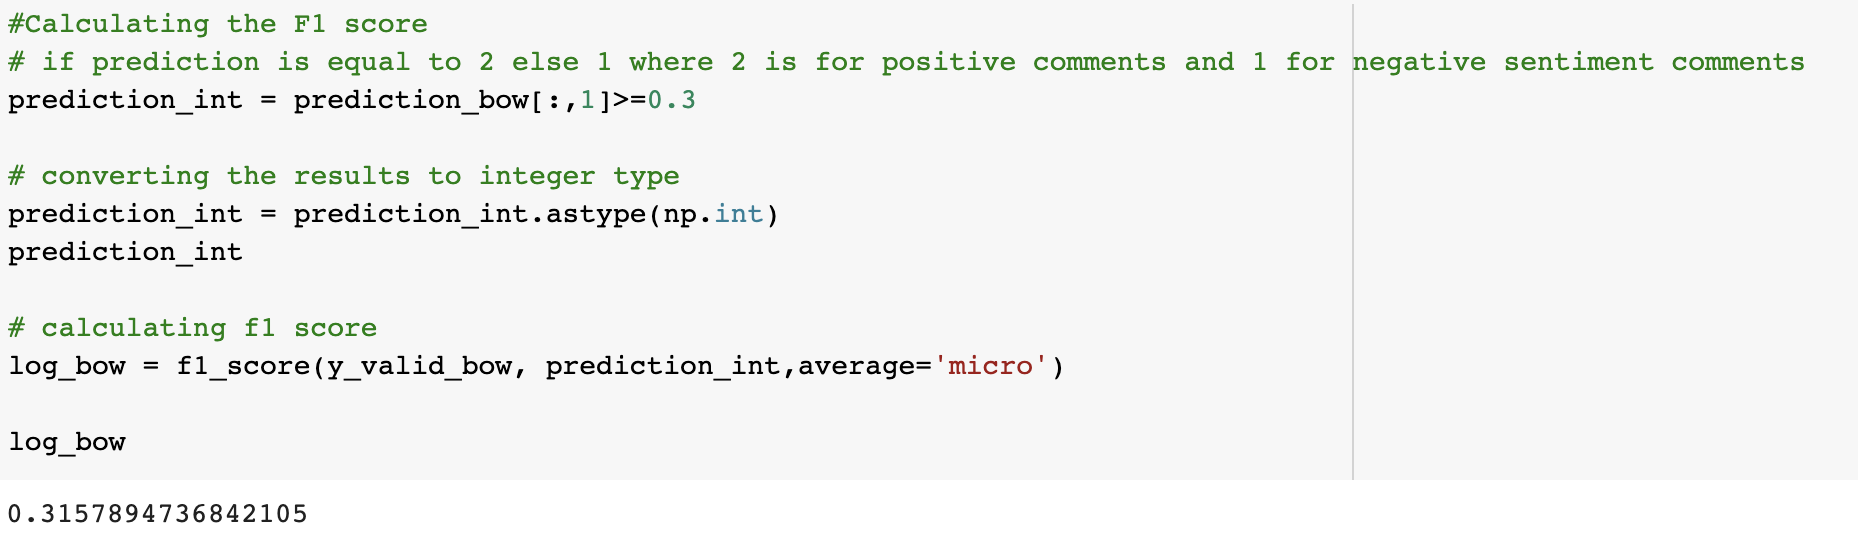 #Calculating the F1 score
# if prediction is equal to 2 else 1 where 2 is for positive comments and 1 for negative sentiment comments
prediction_int = prediction_bow[:,1]>=0.3
# converting the results to integer type
prediction_int = prediction_int.astype(np.int)
prediction_int
# calculating f1 score
log_bow = f1_score(y_valid_bow, prediction_int,average='micro')
log_bow
0.3157894736842105